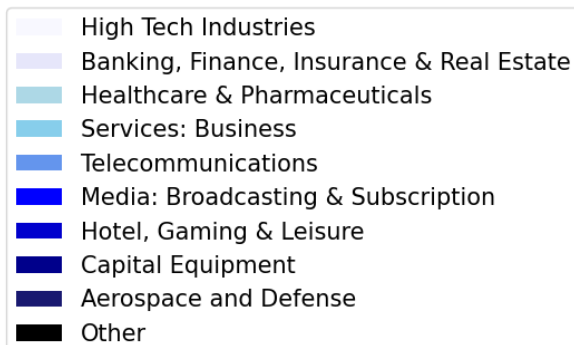 High Tech Industries
Banking, Finance, Insurance & Real Estate
Healthcare & Pharmaceuticals
Services: Business
Telecommunications
Media: Broadcasting & Subscription
Hotel, Gaming & Leisure
Capital Equipment
Aerospace and Defense
Other